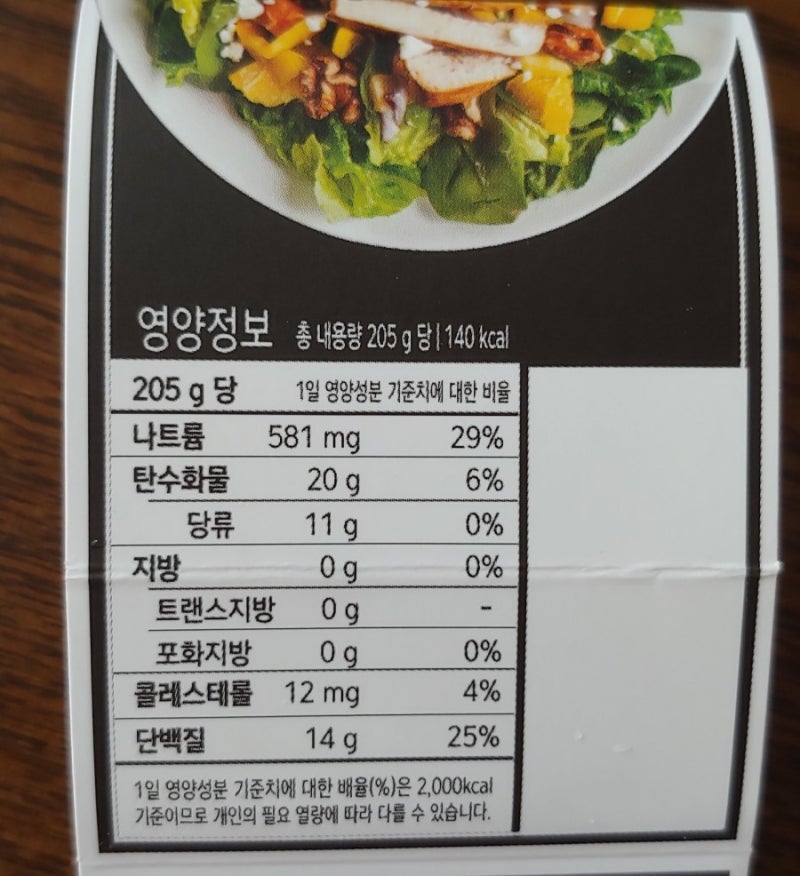 영양정보 총 내용량 205 g 당 | 140 kcal
205 g 당 1일 영양성분 기준치에 대한 비율
나트륨 581 mg 29%
탄수화물 20 g 6%
당류 11 g 0%
지방 0 g 0%
트랜스지방 0 g -
포화지방 0 g 0%
콜레스테롤 12 mg 4%
단백질 14 g 25%
1일 영양성분 기준치에 대한 배율(%)은 2,000kcal
기준이므로 개인의 필요 열량에 따라 다를 수 있습니다.